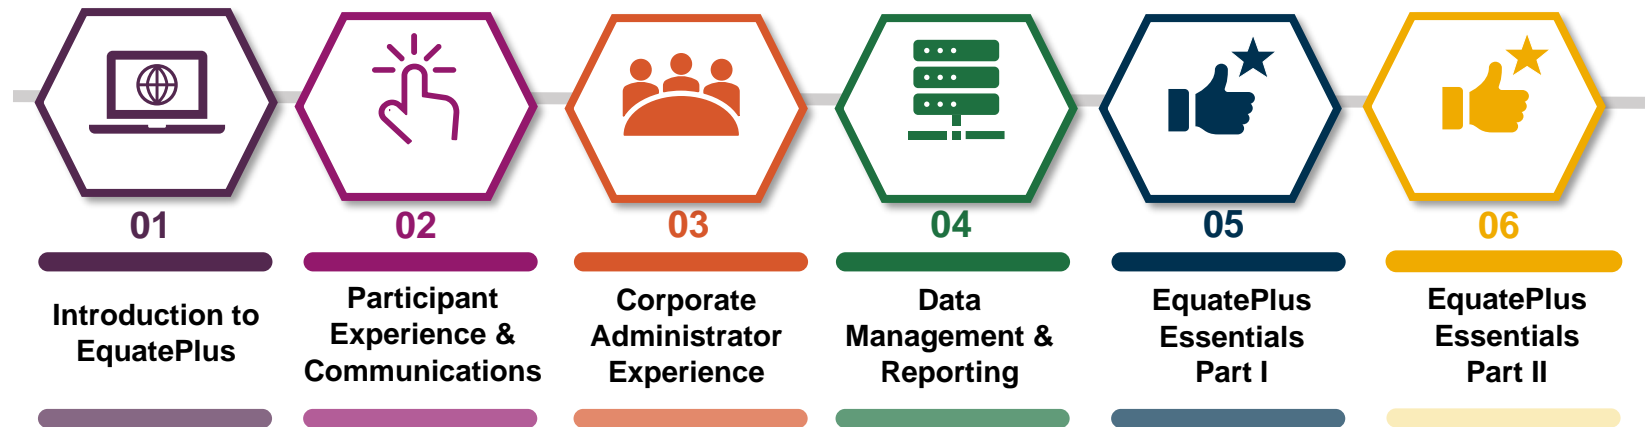 01
Introduction to
EquatePlus
02
Participant
Experience &
Communications
03
Corporate
Administrator
Experience
04
Data
Management &
Reporting
05
EquatePlus
Essentials
Part I
06
EquatePlus
Essentials
Part II